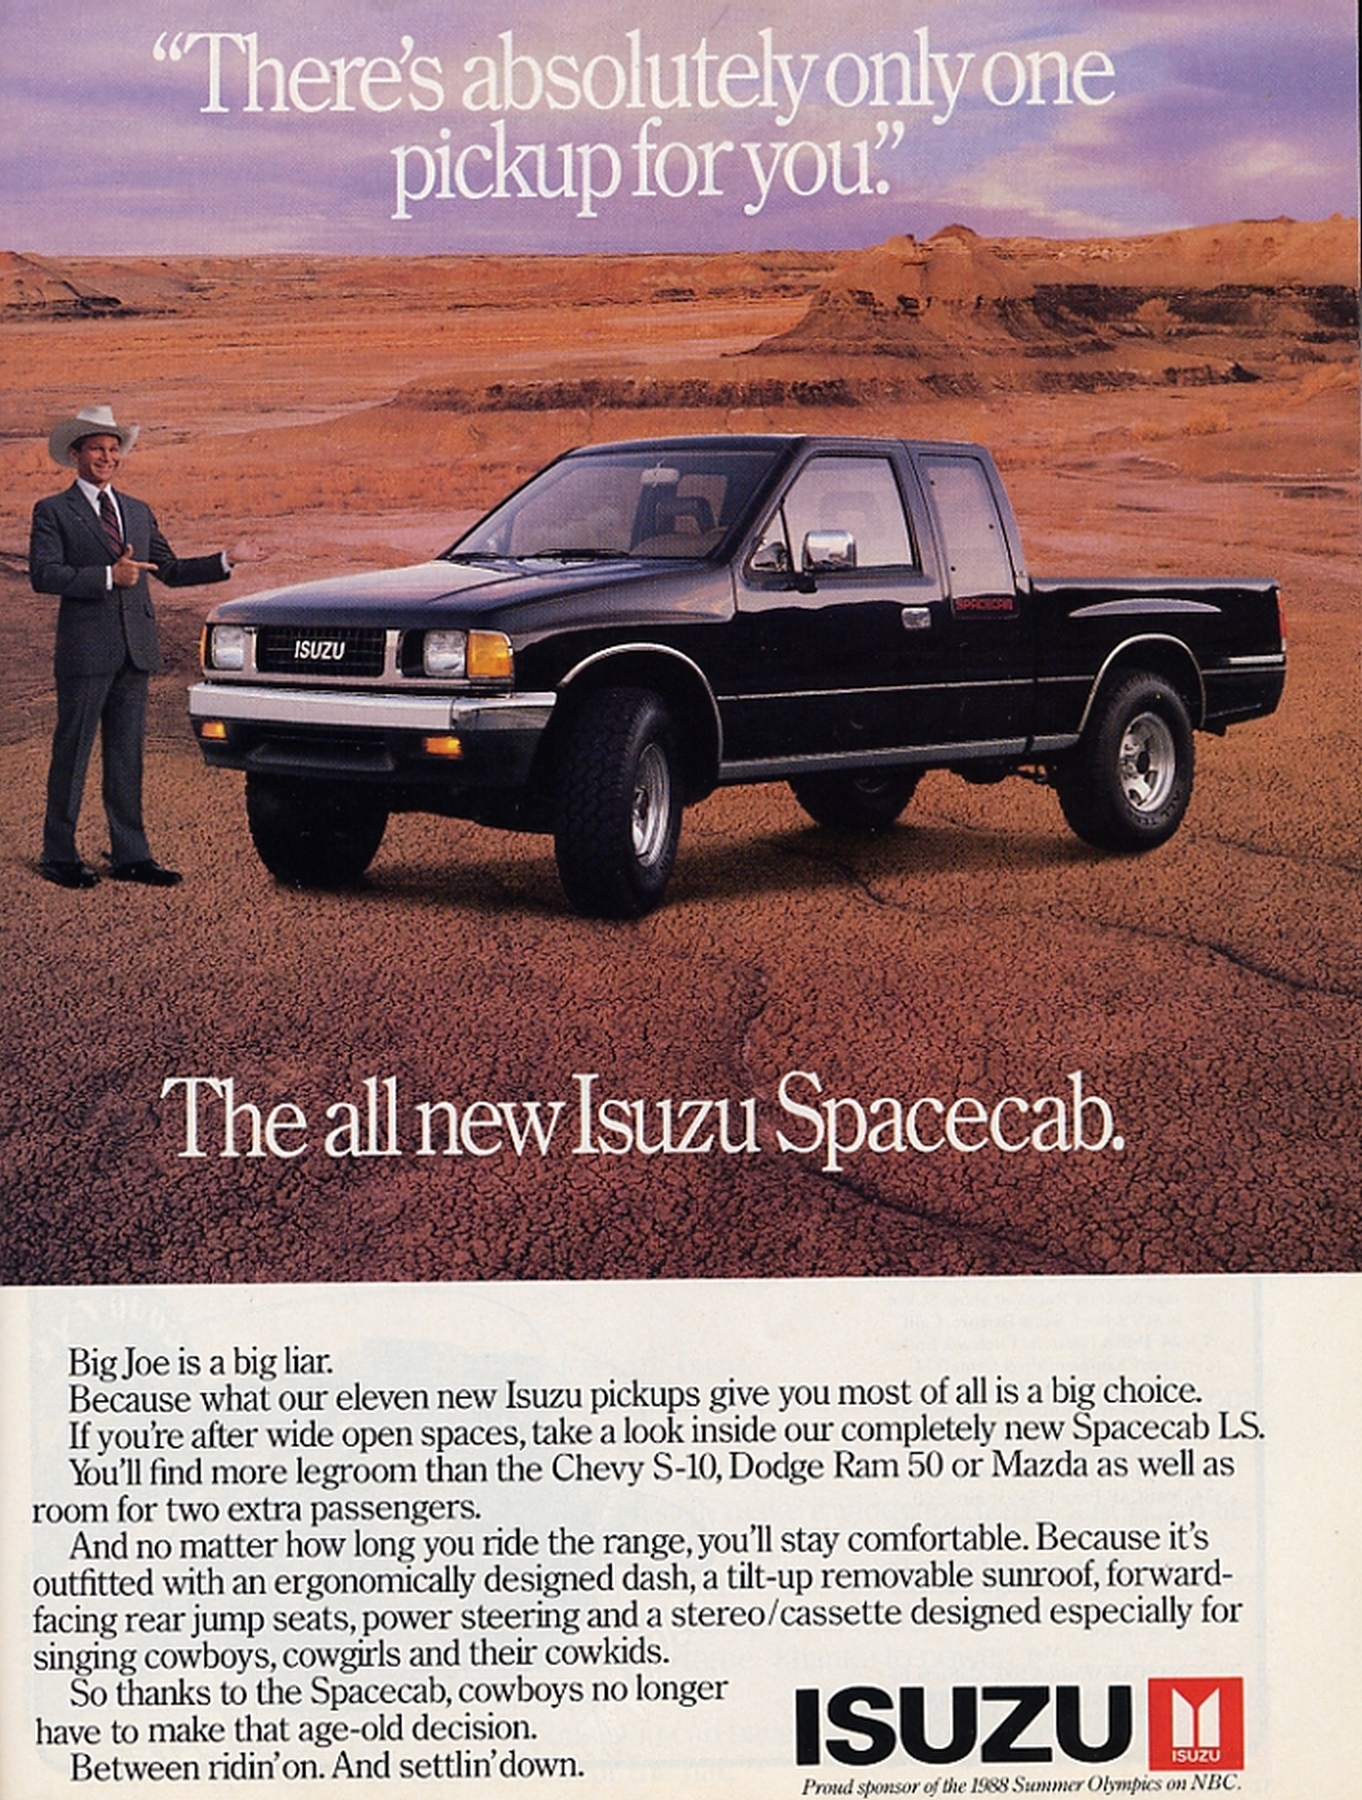 “There's absolutely only one
pickup for you.”
ISUZU
SPACECAB
The all new Isuzu Spacecab.
Big Joe is a big liar.
Because what our eleven new Isuzu pickups give you most of all is a big choice.
If you're after wide open spaces, take a look inside our completely new Spacecab LS.
You'll find more legroom than the Chevy S-10, Dodge Ram 50 or Mazda as well as
room for two extra passengers.
And no matter how long you ride the range, you'll stay comfortable. Because it's
outfitted with an ergonomically designed dash, a tilt-up removable sunroof, forward-
facing rear jump seats, power steering and a stereo/cassette designed especially for
singing cowboys, cowgirls and their cowkids.
So thanks to the Spacecab, cowboys no longer
have to make that age-old decision.
Between ridin' on. And settlin' down.
ISUZU
ISUZU
Proud sponsor of the 1988 Summer Olympics on NBC.